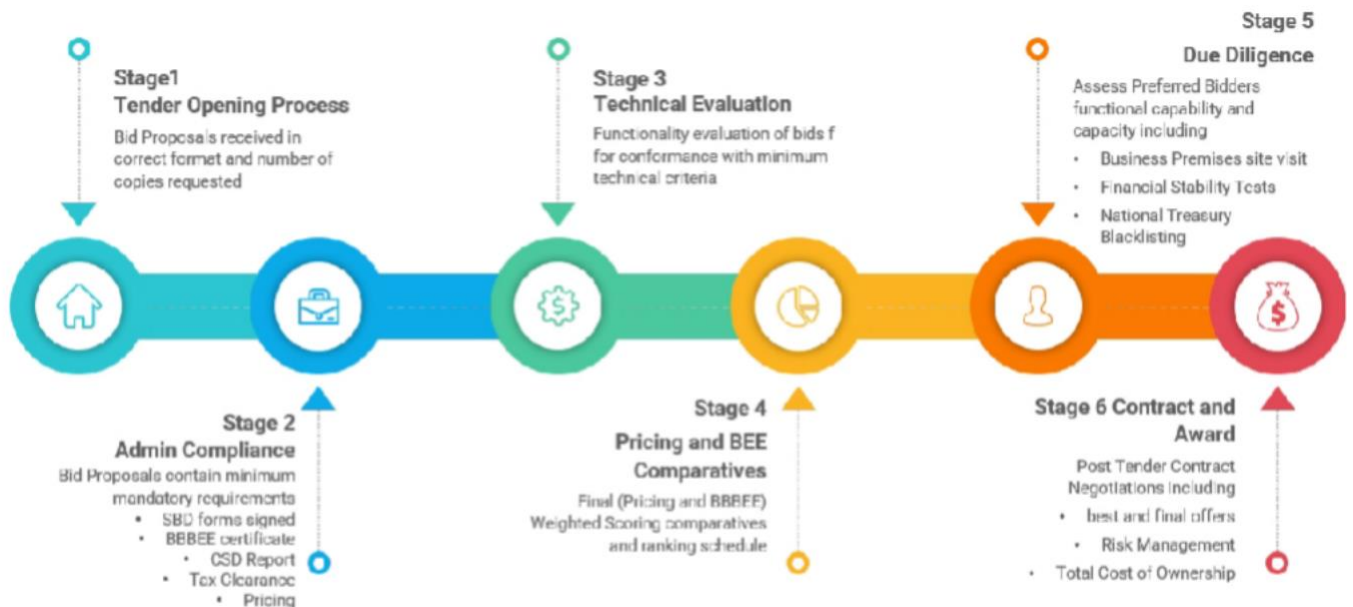 Stage1
Tender Opening Process
Bid Proposals received in
correct format and number of
copies requested
Stage 2
Admin Compliance
Bid Proposals contain minimum
mandatory requirements
• SBD forms signed
• BBBEE certificate
• CSD Report
• Tax Clearance
• Pricing
Stage 3
Technical Evaluation
Functionality evaluation of bids f
for conformance with minimum
technical criteria
Stage 4
Pricing and BEE
Comparatives
Final (Pricing and BBBEE)
Weighted Scoring comparatives
and ranking schedule
Stage 5
Due Diligence
Assess Preferred Bidders
functional capability and
capacity including
• Business Premises site visit
• Financial Stability Tests
• National Treasury
Blacklisting
Stage 6 Contract and
Award
Post Tender Contract
Negotiations Including
• best and final offers
• Risk Management
• Total Cost of Ownership
$
$